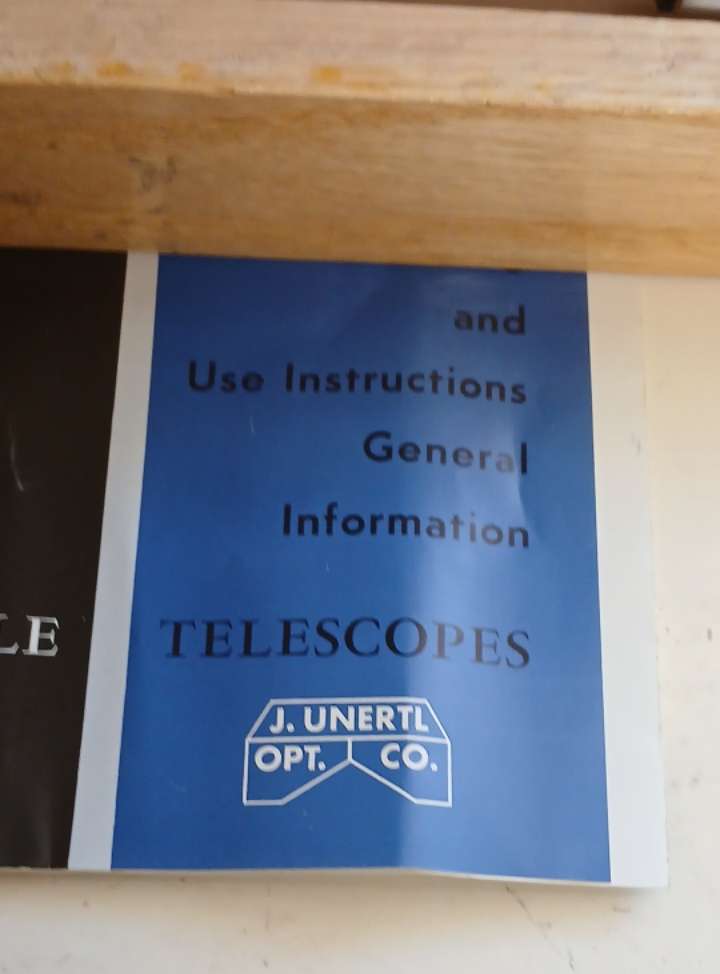 and
Use Instructions
General
Information
LE
TELESCOPES
J. UNERTL
OPT. CO.